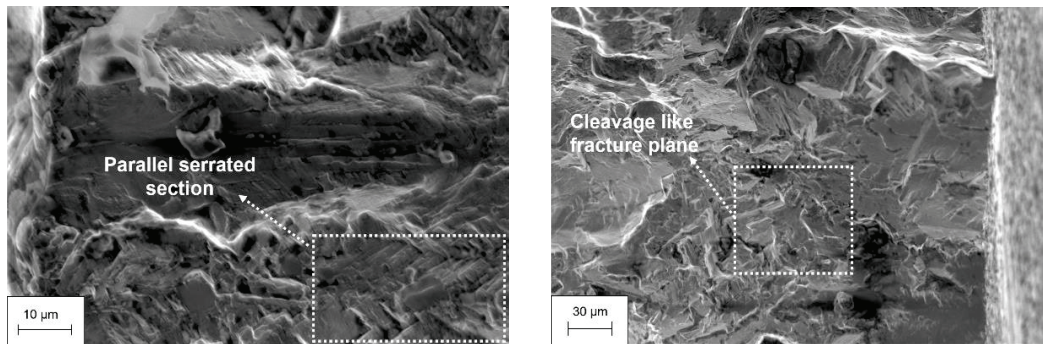 Parallel serrated
section
10 µm
Cleavage like
fracture plane
30 µm